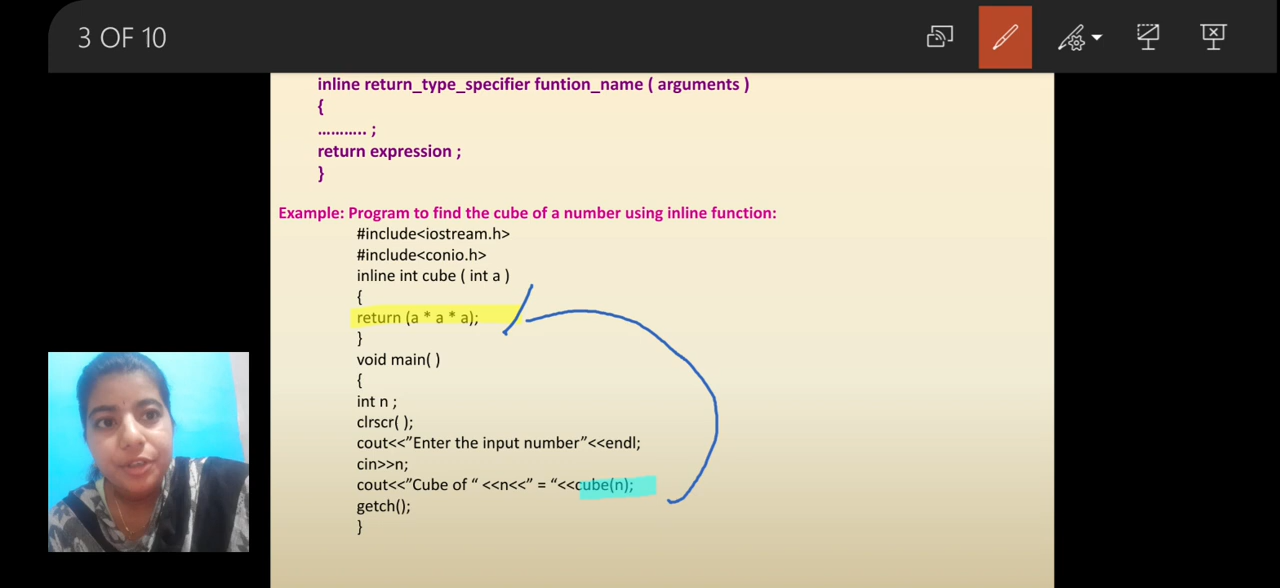 3 OF 10
inline return_type_specifier funtion_name ( arguments )
{
……….. ;
return expression ;
}
Example: Program to find the cube of a number using inline function:
#include<iostream.h>
#include<conio.h>
inline int cube ( int a )
{
return (a * a * a);
}
void main( )
{
int n ;
clrscr( );
cout<<”Enter the input number”<<endl;
cin>>n;
cout<<”Cube of “ <<n<<” = “<<cube(n);
getch();
}